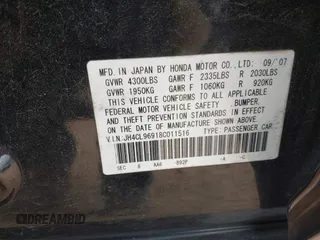 MADE IN JAPAN BY HONDA MOTOR CO.,LTD. 09/'07
GVWR 4300LBS GAWR F 2335LBS R 2030LBS
GVWR 1950KG GAWR F 1060KG R 920KG
THIS VEHICLE CONFORMS TO ALL APPLICABLE
FEDERAL MOTOR VEHICLE SAFETY, BUMPER,
AND THEFT PREVENTION STANDARDS IN EFFECT
ON THE DATE OF MANUFACTURE SHOWN ABOVE.
V.I.N.:JH4CL96918C011516 TYPE:PASSENGER CAR
CARDEMBID